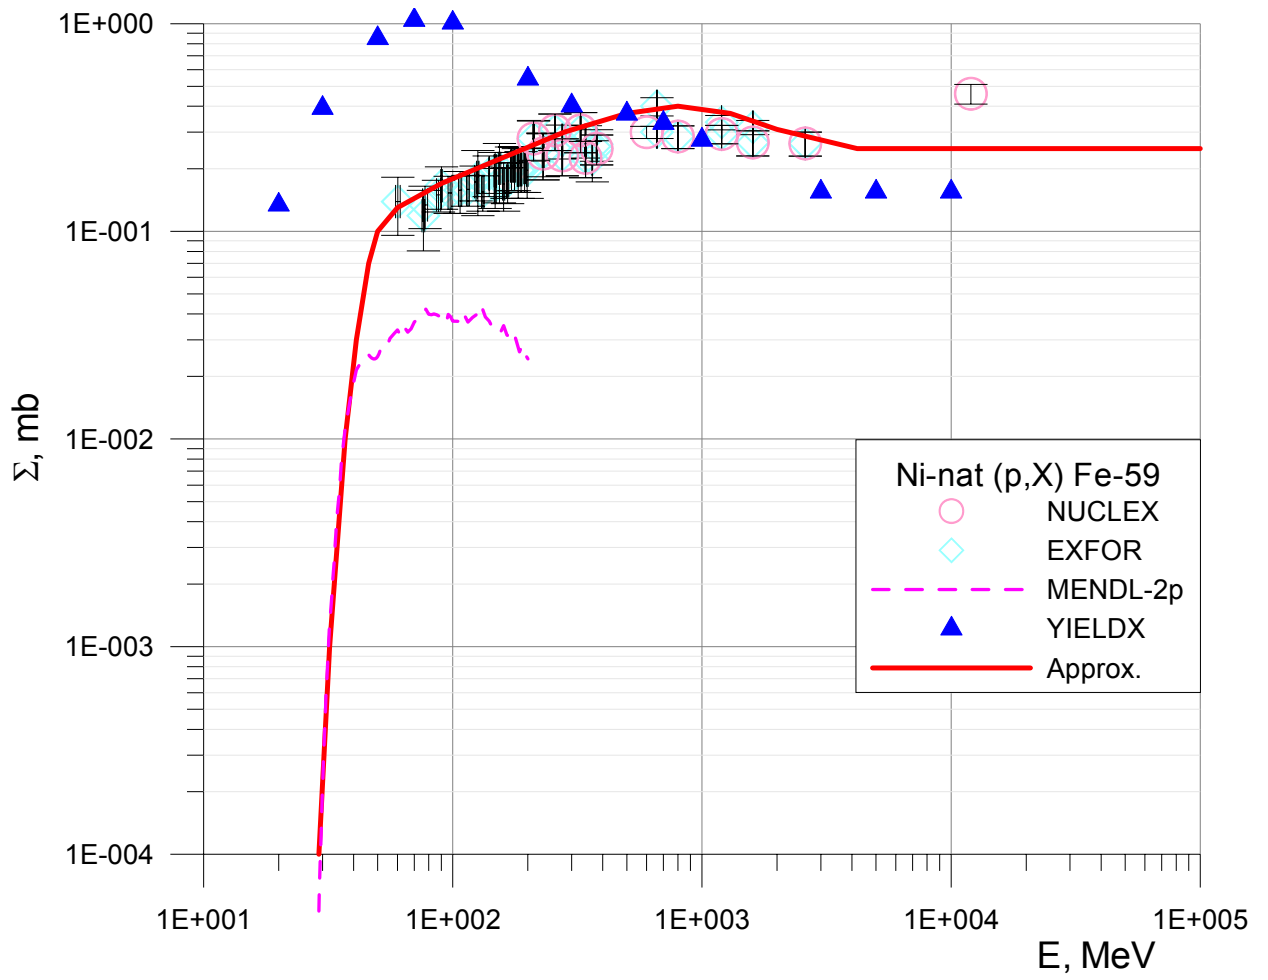 1E+000
1E-001
1E-002
1E-003
1E-004
Σ, mb
Ni-nat (p,X) Fe-59
NUCLEX
EXFOR
MENDL-2p
YIELDX
Approx.
1E+001
1E+002
1E+003
1E+004
1E+005
E, MeV